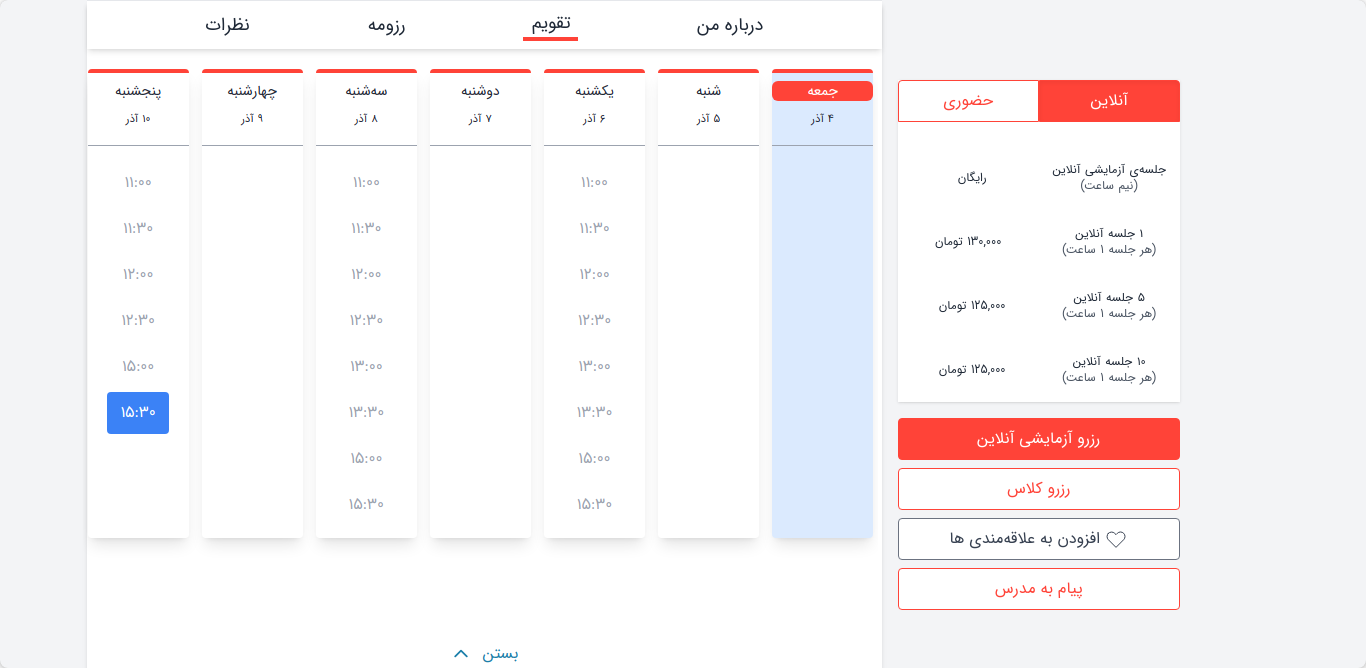 درباره من
تقویم
رزومه
نظرات
جمعه
۴ آذر
شنبه
۵ آذر
یکشنبه
۶ آذر
۱۱:۰۰
۱۱:۳۰
۱۲:۰۰
۱۲:۳۰
۱۳:۰۰
۱۳:۳۰
۱۵:۰۰
۱۵:۳۰
دوشنبه
۷ آذر
سه‌شنبه
۸ آذر
۱۱:۰۰
۱۱:۳۰
۱۲:۰۰
۱۲:۳۰
۱۳:۰۰
۱۳:۳۰
۱۵:۰۰
۱۵:۳۰
چهارشنبه
۹ آذر
پنجشنبه
۱۰ آذر
۱۱:۰۰
۱۱:۳۰
۱۲:۰۰
۱۲:۳۰
۱۵:۰۰
۱۵:۳۰
بستن
آنلاین
حضوری
جلسه‌ی آزمایشی آنلاین
(نیم ساعت)
رایگان
۱ جلسه آنلاین
(هر جلسه ۱ ساعت)
۱۳۰,۰۰۰ تومان
۵ جلسه آنلاین
(هر جلسه ۱ ساعت)
۱۲۵,۰۰۰ تومان
۱۰ جلسه آنلاین
(هر جلسه ۱ ساعت)
۱۲۵,۰۰۰ تومان
رزرو آزمایشی آنلاین
رزرو کلاس
افزودن به علاقه‌مندی ها
پیام به مدرس